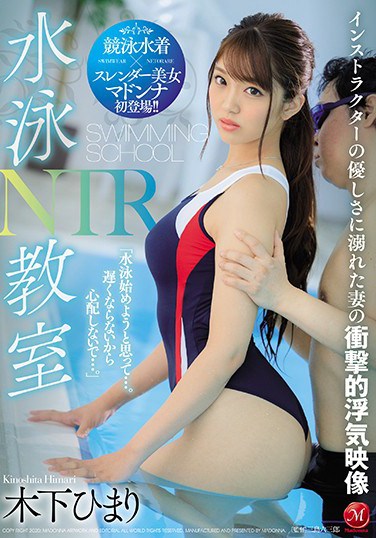 競泳水着
SWIMWEAR
NETORARE
×
スレンダー美女
マドンナ
初登場!!
インストラクターの優しさに溺れた妻の衝撃的浮気映像
水泳
NTR
教室
SWIMMING
SCHOOL
「水泳始めようと思って…。
遅くならないから
心配しないで…。」
Kinoshita Himari
木下ひまり
M
Madonna